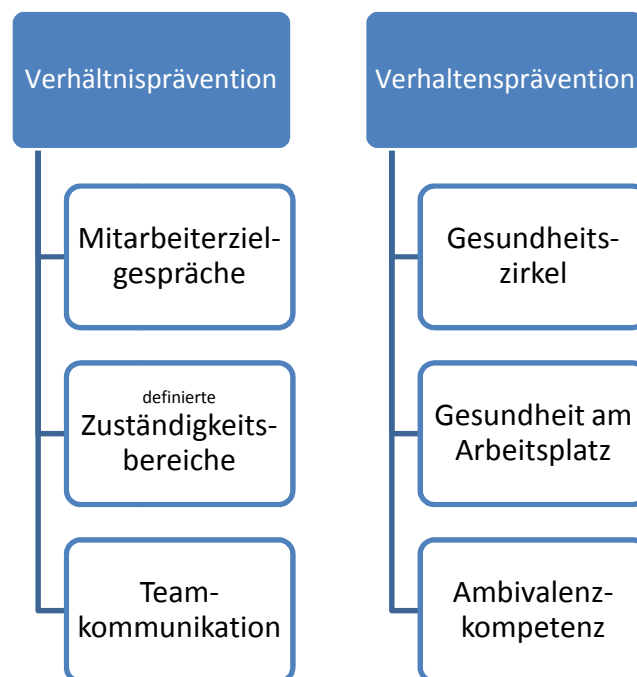 Verhältnisprävention
Mitarbeiterziel-
gespräche
definierte
Zuständigkeits-
bereiche
Team-
kommunikation
Verhaltensprävention
Gesundheits-
zirkel
Gesundheit am
Arbeitsplatz
Ambivalenz-
kompetenz